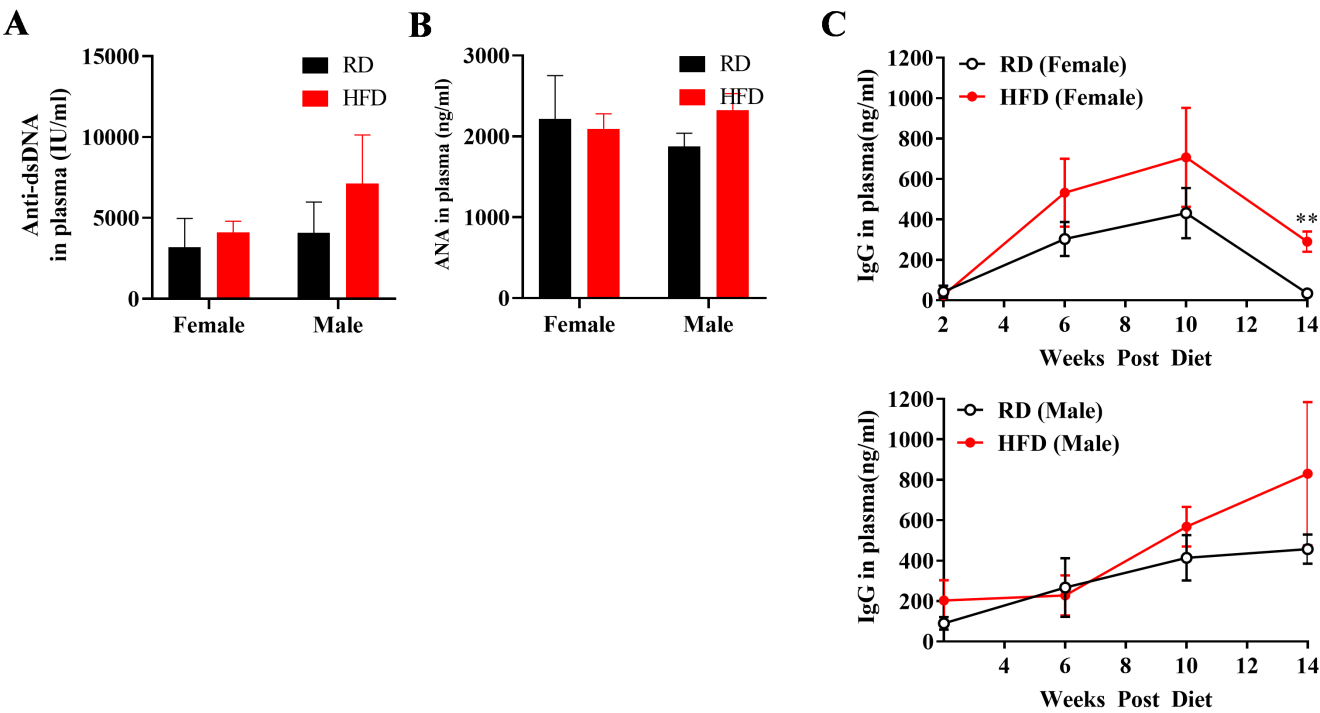 A
Anti-dsDNA
in plasma (IU/ml)
15000
10000
5000
0
RD
HFD
Female Male
B
ANA in plasma (ng/ml)
3000
2000
1000
0
RD
HFD
Female Male
C
IgG in plasma(ng/ml)
1200
1000
800
600
400
200
0
RD (Female)
HFD (Female)
**
2 4 6 8 10 12 14
Weeks Post Diet
IgG in plasma(ng/ml)
1200
1000
800
600
400
200
0
RD (Male)
HFD (Male)
4 6 8 10 12 14
Weeks Post Diet